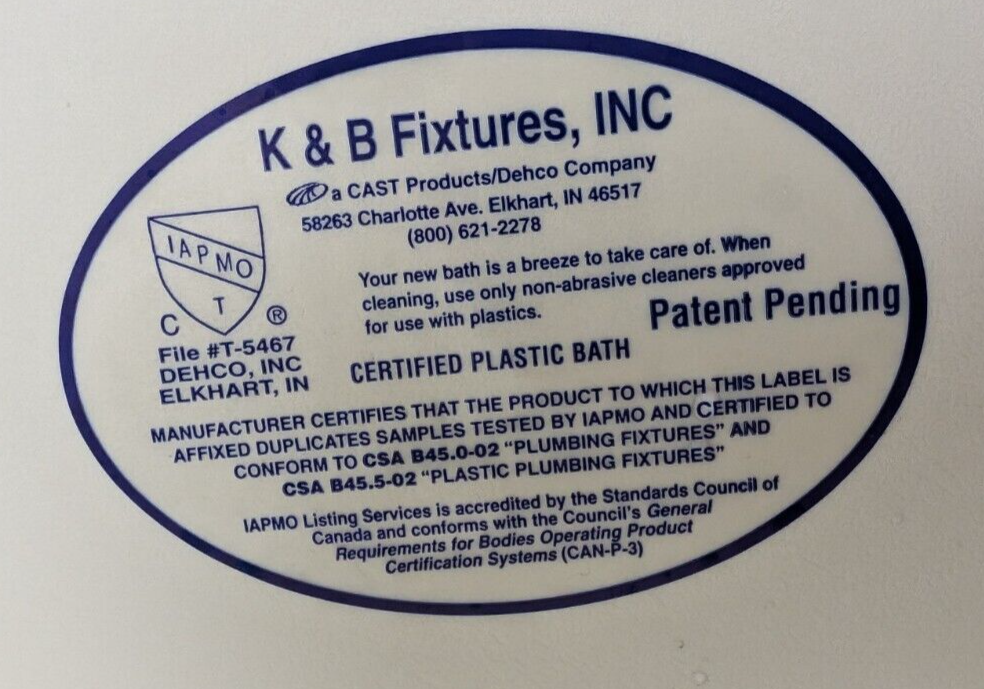 K & B Fixtures, INC
a CAST Products/Dehco Company
58263 Charlotte Ave. Elkhart, IN 46517
(800) 621-2278
IAPMO
T
C ®
File #T-5467
DEHCO, INC
ELKHART, IN
Your new bath is a breeze to take care of. When
cleaning, use only non-abrasive cleaners approved
for use with plastics.
Patent Pending
CERTIFIED PLASTIC BATH
MANUFACTURER CERTIFIES THAT THE PRODUCT TO WHICH THIS LABEL IS
AFFIXED DUPLICATES SAMPLES TESTED BY IAPMO AND CERTIFIED TO
CONFORM TO CSA B45.0-02 “PLUMBING FIXTURES” AND
CSA B45.5-02 “PLASTIC PLUMBING FIXTURES”
IAPMO Listing Services is accredited by the Standards Council of
Canada and conforms with the Council’s General
Requirements for Bodies Operating Product
Certification Systems (CAN-P-3)